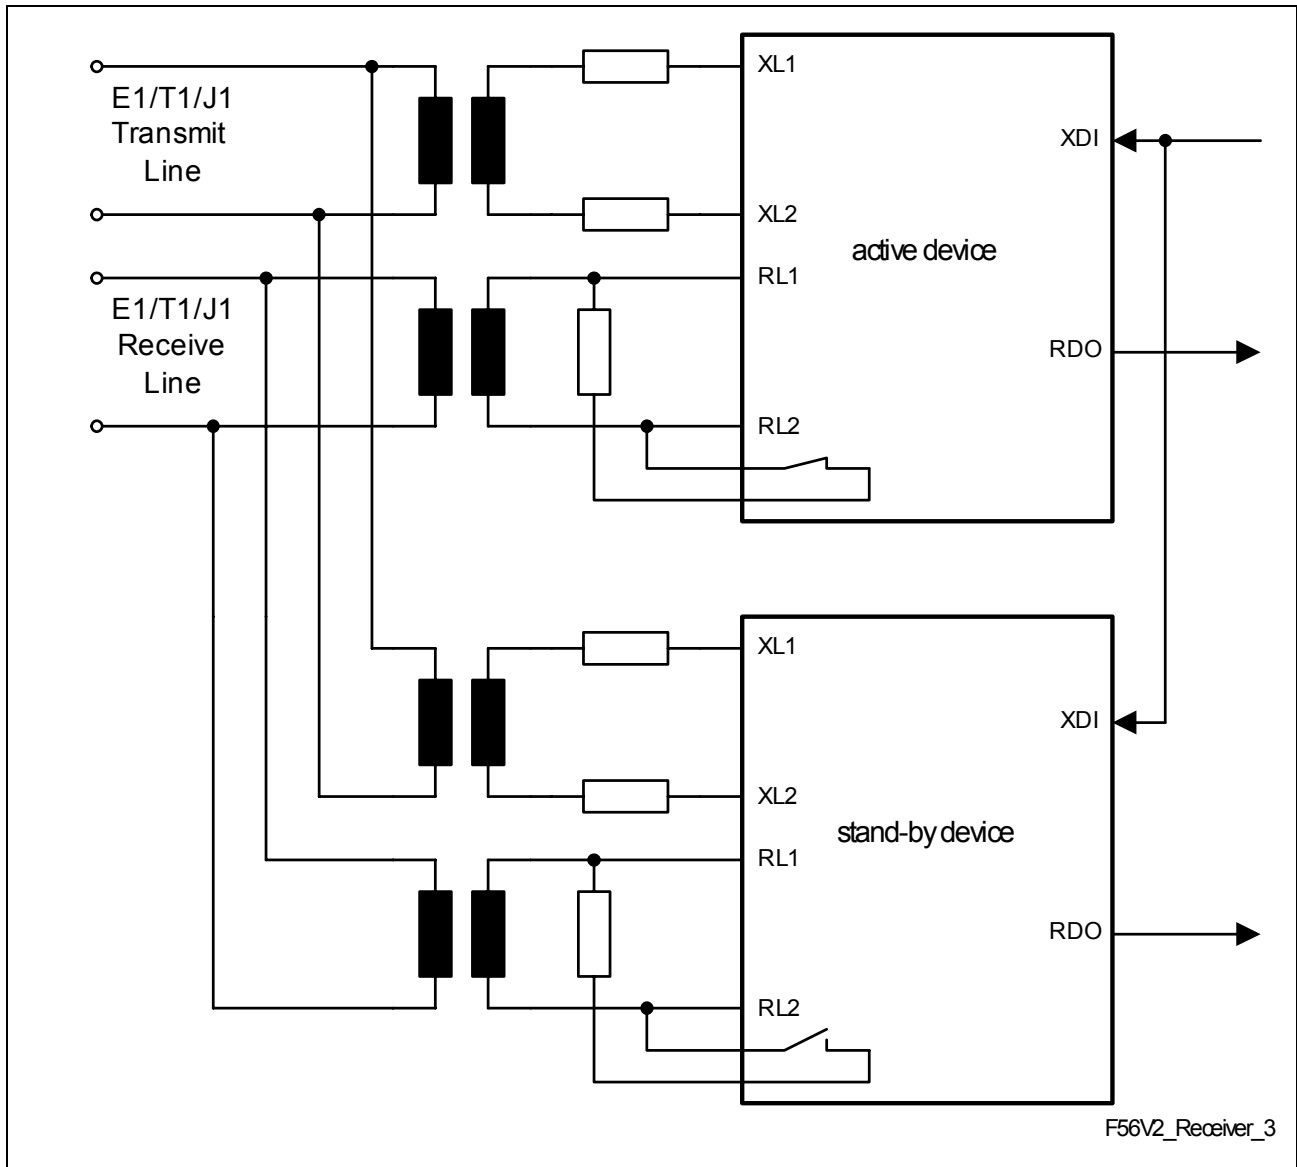 E1/T1/J1
Transmit
Line
E1/T1/J1
Receive
Line
XL1
XL2
RL1
RL2
active device
XDI
RDO
XL1
XL2
RL1
RL2
stand-by device
XDI
RDO
F56V2_Receiver_3